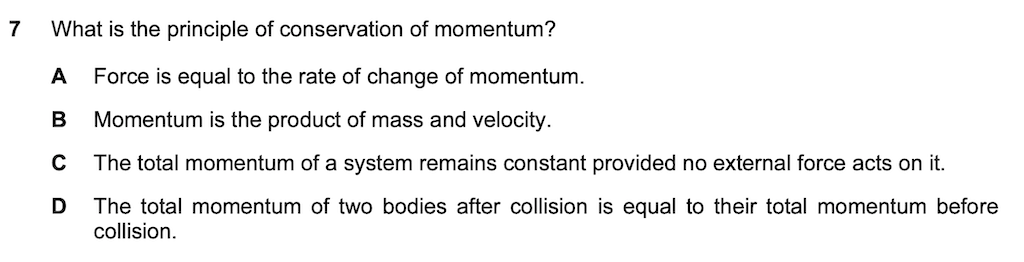 7 What is the principle of conservation of momentum?
A Force is equal to the rate of change of momentum.
B Momentum is the product of mass and velocity.
C The total momentum of a system remains constant provided no external force acts on it.
D The total momentum of two bodies after collision is equal to their total momentum before
collision.